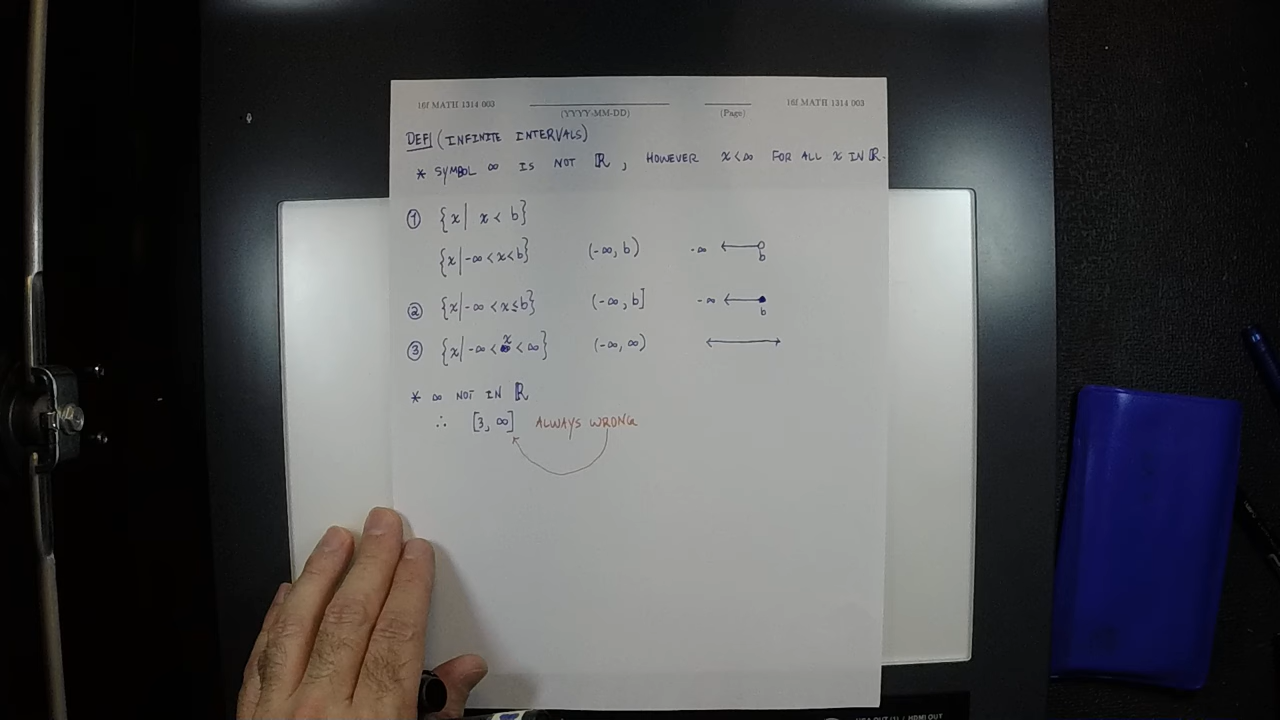 16f MATH 1314 003 (YYYY-MM-DD) (Page) 16f MATH 1314 003
DEF (INFINITE INTERVALS)
* SYMBOL ∞ IS NOT ℝ, HOWEVER x < ∞ FOR ALL x IN ℝ.
① {x | x < b}
{x | -∞ < x < b} (-∞, b) -∞ b
② {x | -∞ < x ≤ b} (-∞, b] -∞ b
③ {x | -∞ < x < ∞} (-∞, ∞)
* ∞ NOT IN ℝ
∴ [3, ∞] ALWAYS WRONG